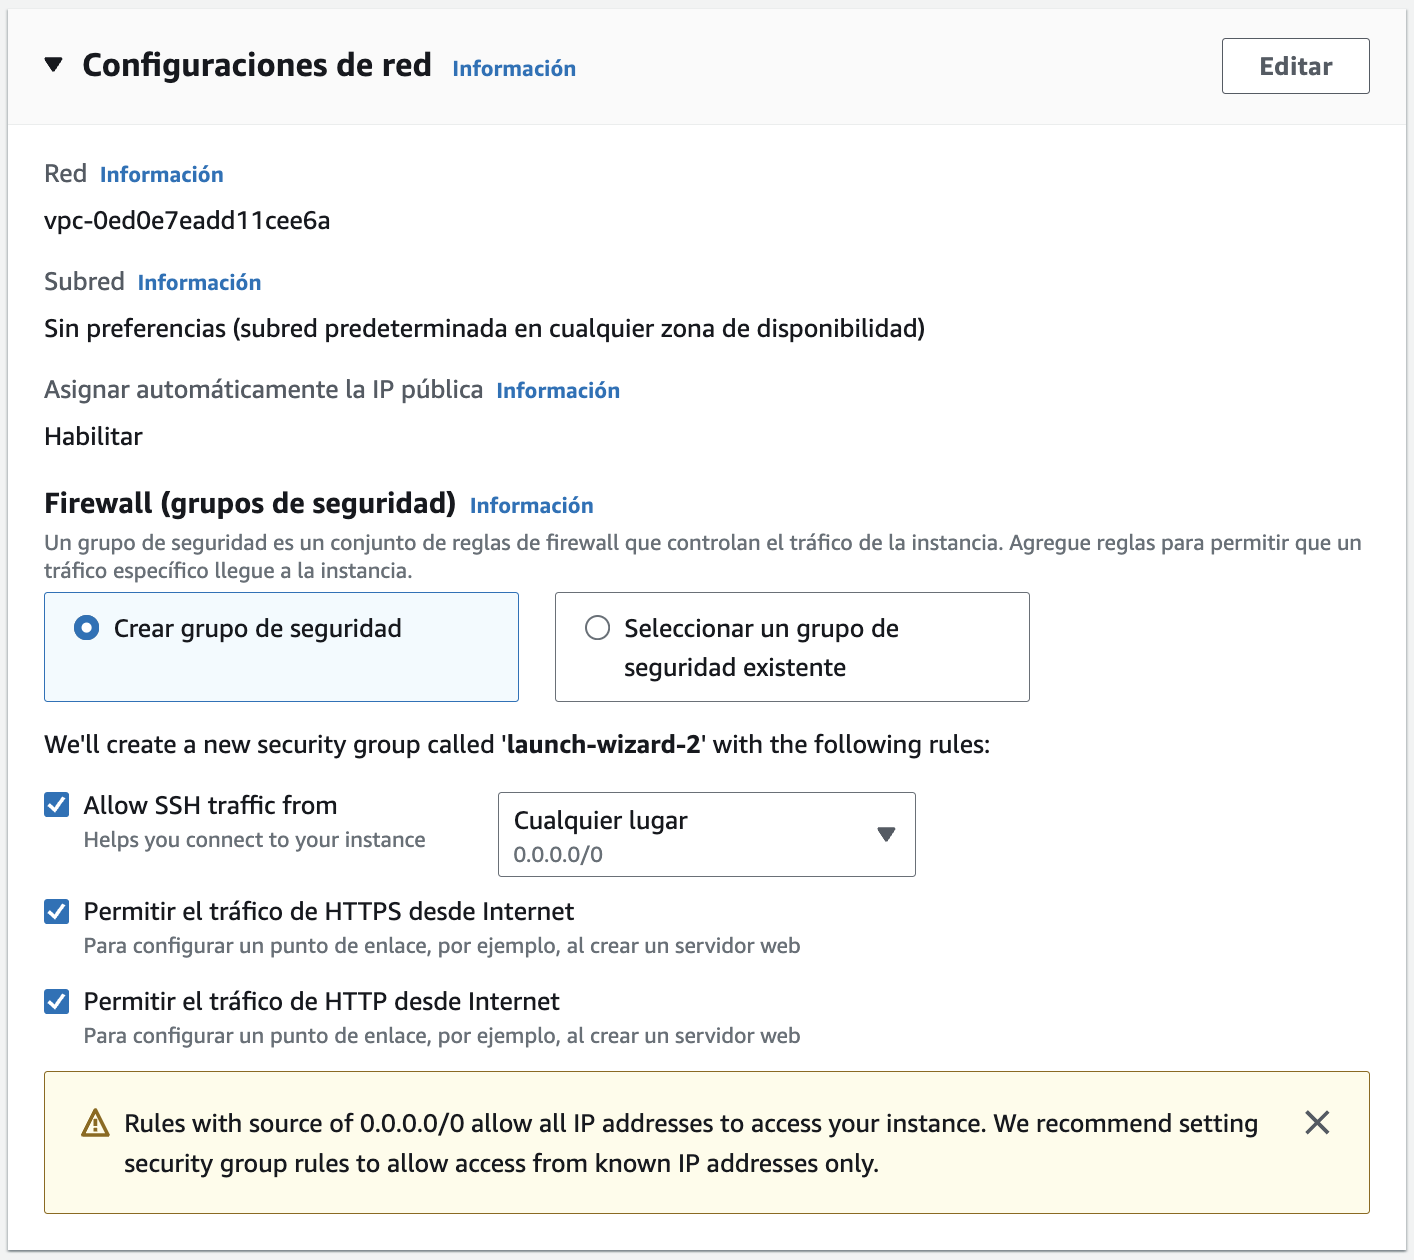 Configuraciones de red Información
Editar
Red Información
vpc-0ed0e7eadd11cee6a
Subred Información
Sin preferencias (subred predeterminada en cualquier zona de disponibilidad)
Asignar automáticamente la IP pública Información
Habilitar
Firewall (grupos de seguridad) Información
Un grupo de seguridad es un conjunto de reglas de firewall que controlan el tráfico de la instancia. Agregue reglas para permitir que un
tráfico específico llegue a la instancia.
Crear grupo de seguridad
Seleccionar un grupo de
seguridad existente
We'll create a new security group called 'launch-wizard-2' with the following rules:
Allow SSH traffic from
Helps you connect to your instance
Cualquier lugar
0.0.0.0/0
Permitir el tráfico de HTTPS desde Internet
Para configurar un punto de enlace, por ejemplo, al crear un servidor web
Permitir el tráfico de HTTP desde Internet
Para configurar un punto de enlace, por ejemplo, al crear un servidor web
Rules with source of 0.0.0.0/0 allow all IP addresses to access your instance. We recommend setting
security group rules to allow access from known IP addresses only.